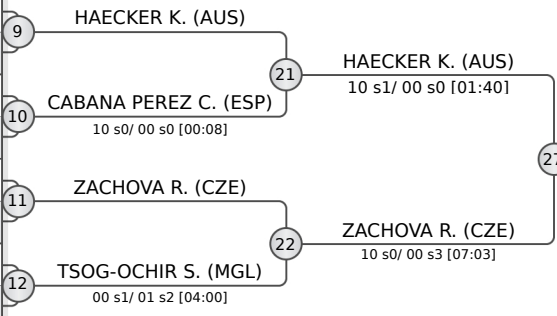 HAECKER K. (AUS)
9
21
HAECKER K. (AUS)
10 s1/ 00 s0 [01:40]
CABANA PEREZ C. (ESP)
10
10 s0/ 00 s0 [00:08]
27
ZACHOVA R. (CZE)
11
22
ZACHOVA R. (CZE)
10 s0/ 00 s3 [07:03]
TSOG-OCHIR S. (MGL)
12
00 s1/ 01 s2 [04:00]